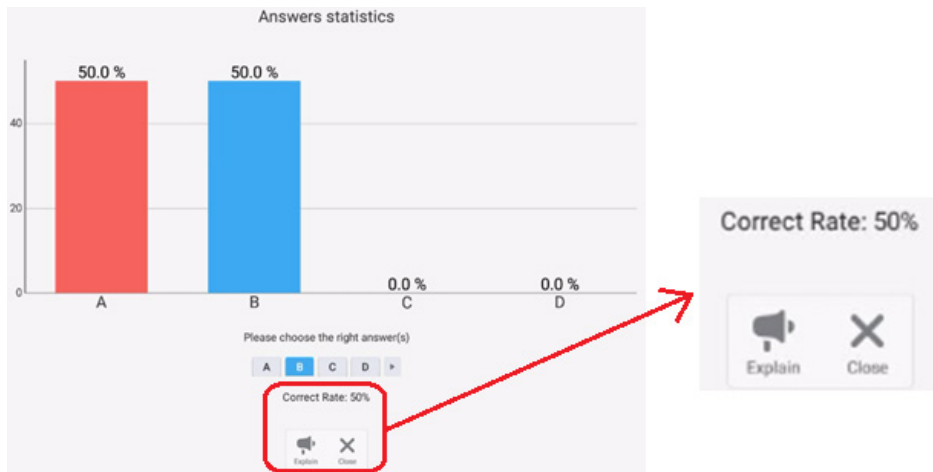 Answers statistics
50.0 % 50.0 %
40
20
0.0 % 0.0 %
0
A B C D
Please choose the right answer(s)
A B C D
Correct Rate: 50%
Explain Close
Correct Rate: 50%
Explain Close